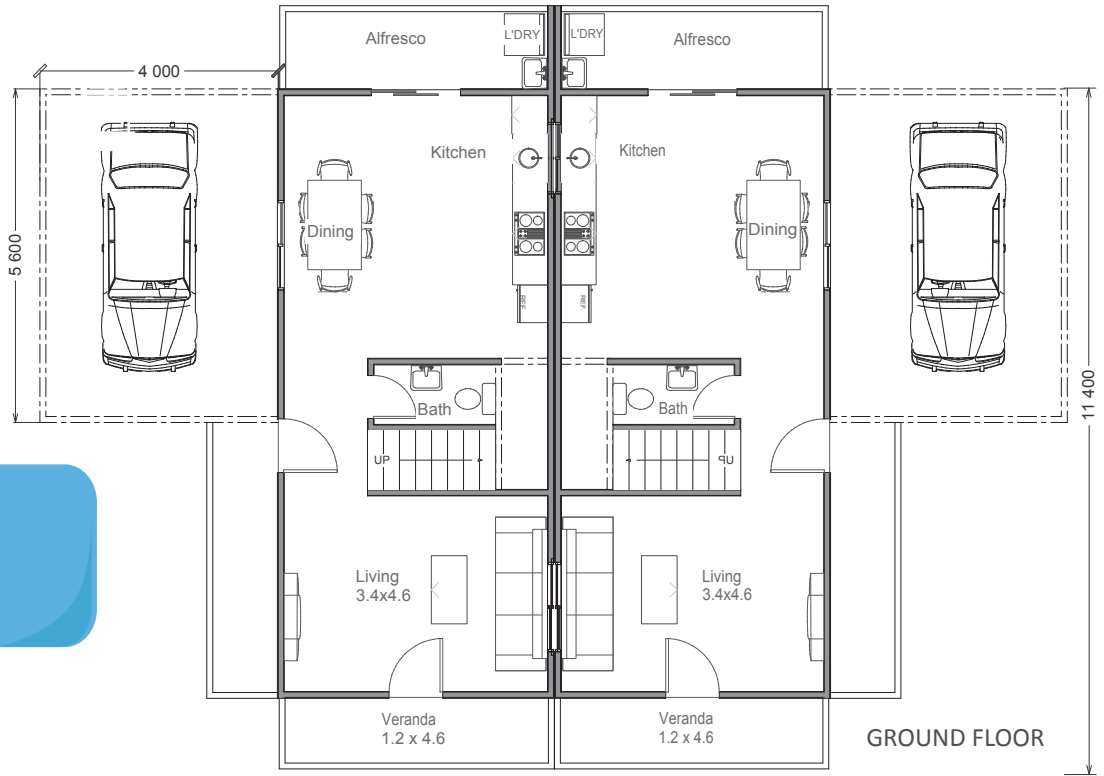 Alfresco
L'DRY
L'DRY
Alfresco
4 000
Kitchen
Kitchen
Dining
Dining
5 600
REF.
REF.
11 400
Bath
Bath
UP
UP
Living
3.4x4.6
Living
3.4x4.6
Veranda
1.2 x 4.6
Veranda
1.2 x 4.6
GROUND FLOOR